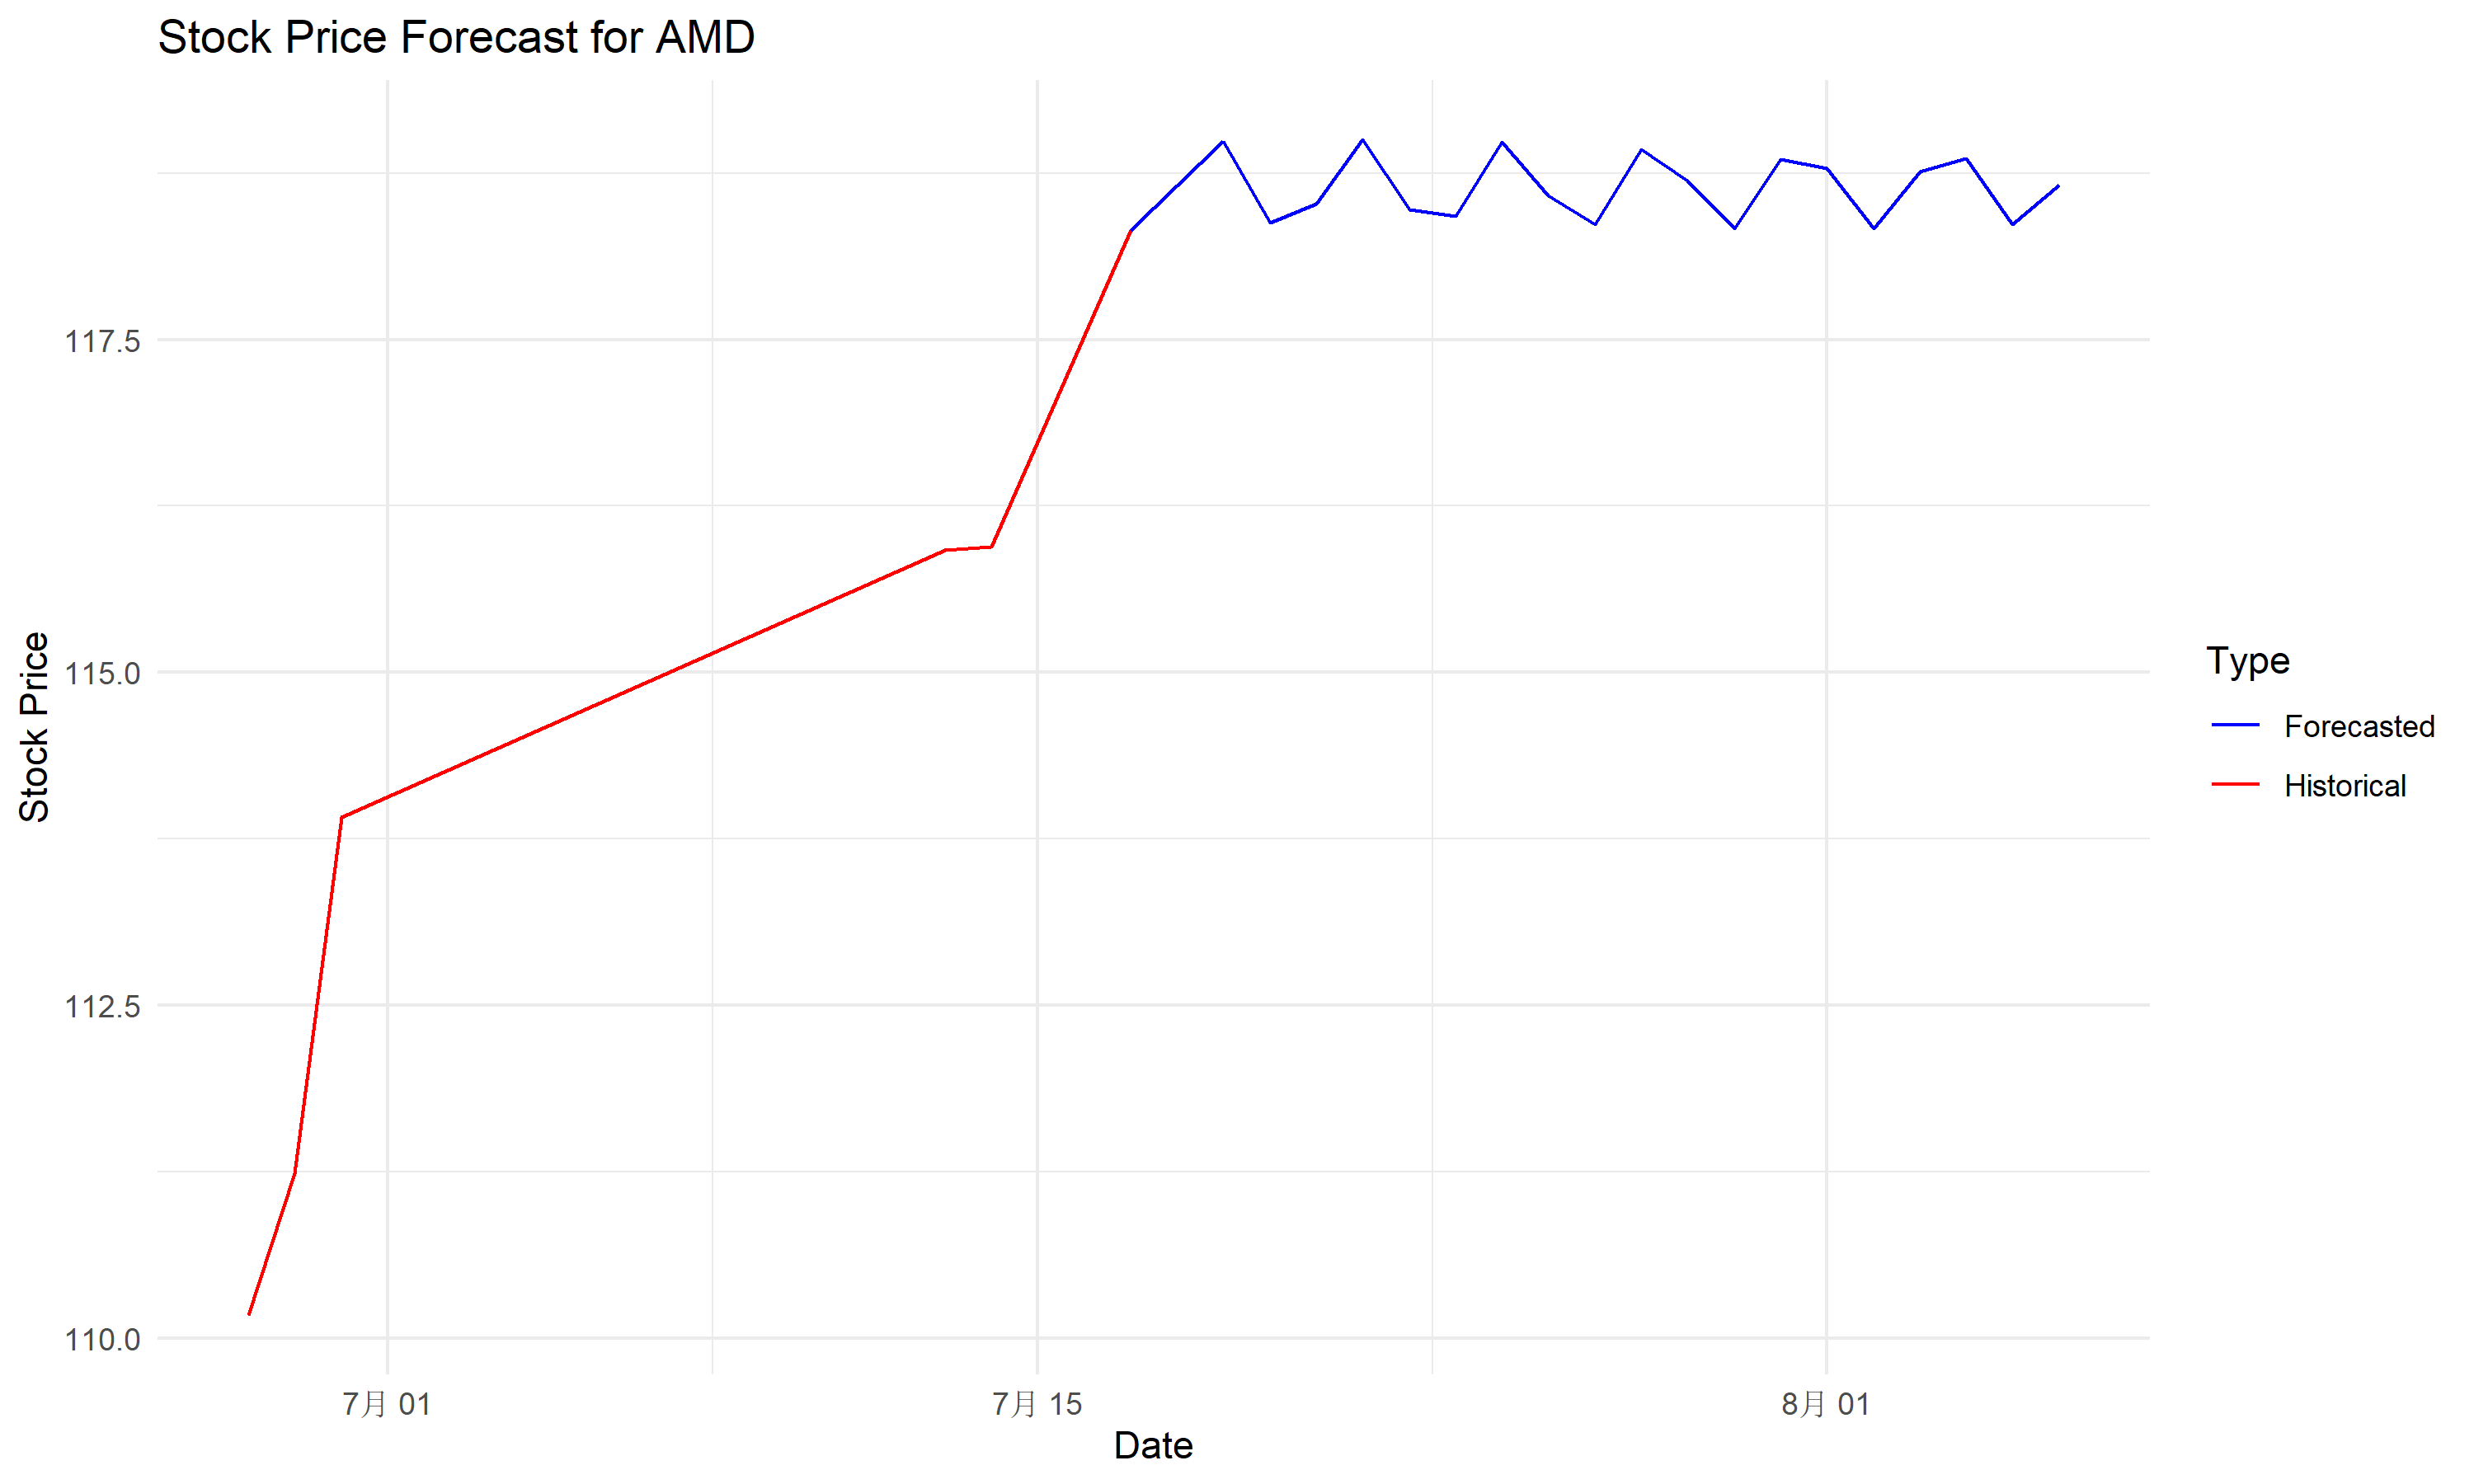 Stock Price Forecast for AMD
Stock Price
117.5
115.0
112.5
110.0
7月 01
7月 15
8月 01
Date
Type
Forecasted
Historical